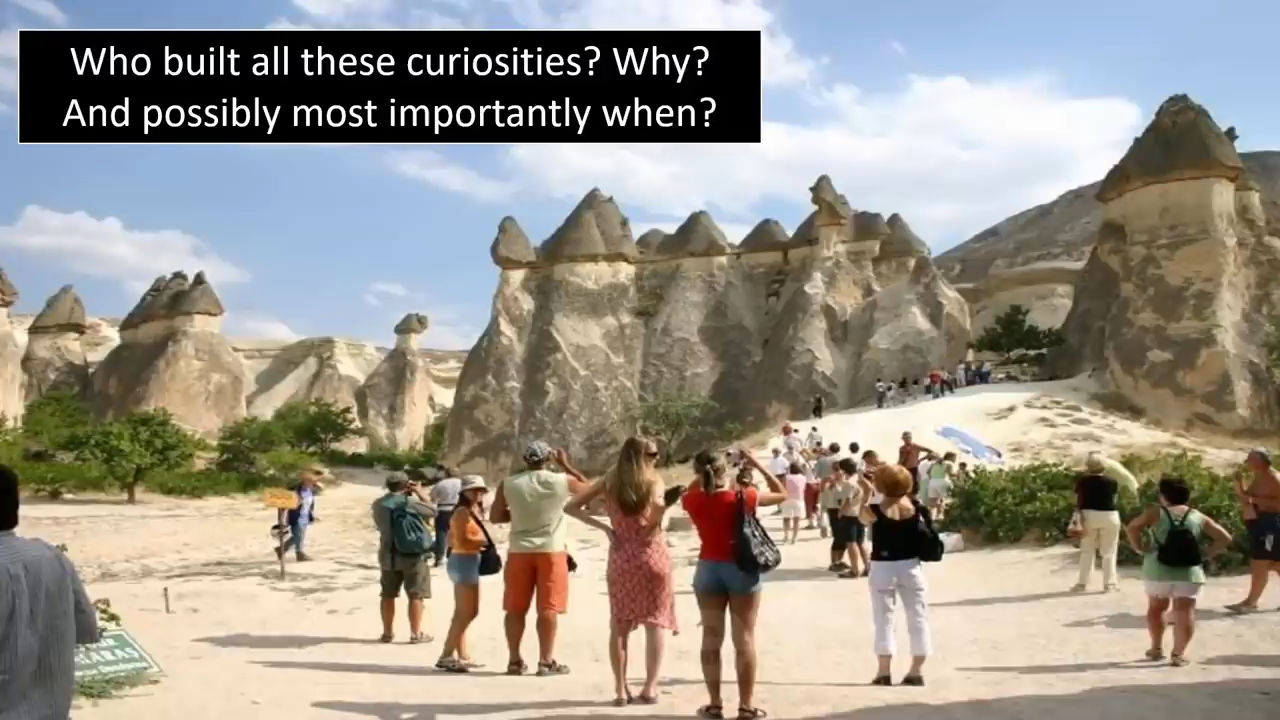 Who built all these curiosities? Why?
And possibly most importantly when?